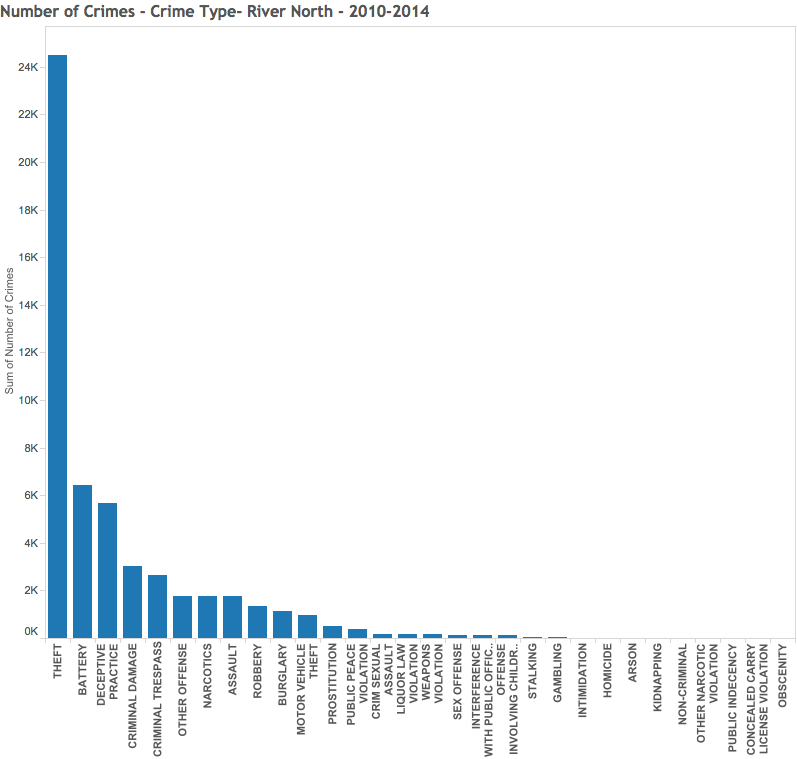 Number of Crimes - Crime Type- River North - 2010-2014
Sum of Number of Crimes
24K
22K
20K
18K
16K
14K
12K
10K
8K
6K
4K
2K
0K
THEFT
BATTERY
DECEPTIVE
PRACTICE
CRIMINAL DAMAGE
CRIMINAL TRESPASS
OTHER OFFENSE
NARCOTICS
ASSAULT
ROBBERY
BURGLARY
MOTOR VEHICLE
THEFT
PROSTITUTION
PUBLIC PEACE
VIOLATION
CRIM SEXUAL
ASSAULT
LIQUOR LAW
VIOLATION
WEAPONS
VIOLATION
SEX OFFENSE
INTERFERENCE
WITH PUBLIC OFFIC..
OFFENSE
INVOLVING CHILDR..
STALKING
GAMBLING
INTIMIDATION
HOMICIDE
ARSON
KIDNAPPING
NON-CRIMINAL
OTHER NARCOTIC
VIOLATION
PUBLIC INDECENCY
CONCEALED CARRY
LICENSE VIOLATION
OBSCENITY